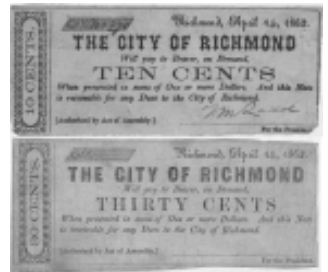 Richmond, April 14, 1862.
THE CITY OF RICHMOND
Will pay to Bearer, on Demand,
TEN CENTS
When presented in sums of One or more Dollars. And this Note
is receivable for any Dues to the City of Richmond.
[Authorized by Act of Assembly.]
For the President.
10 CENTS.
Richmond, April 14, 1862.
THE CITY OF RICHMOND
Will pay to Bearer, on Demand,
THIRTY CENTS
When presented in sums of One or more Dollars. And this Note
is receivable for any Dues to the City of Richmond.
[Authorized by Act of Assembly.]
For the President.
30 CENTS.